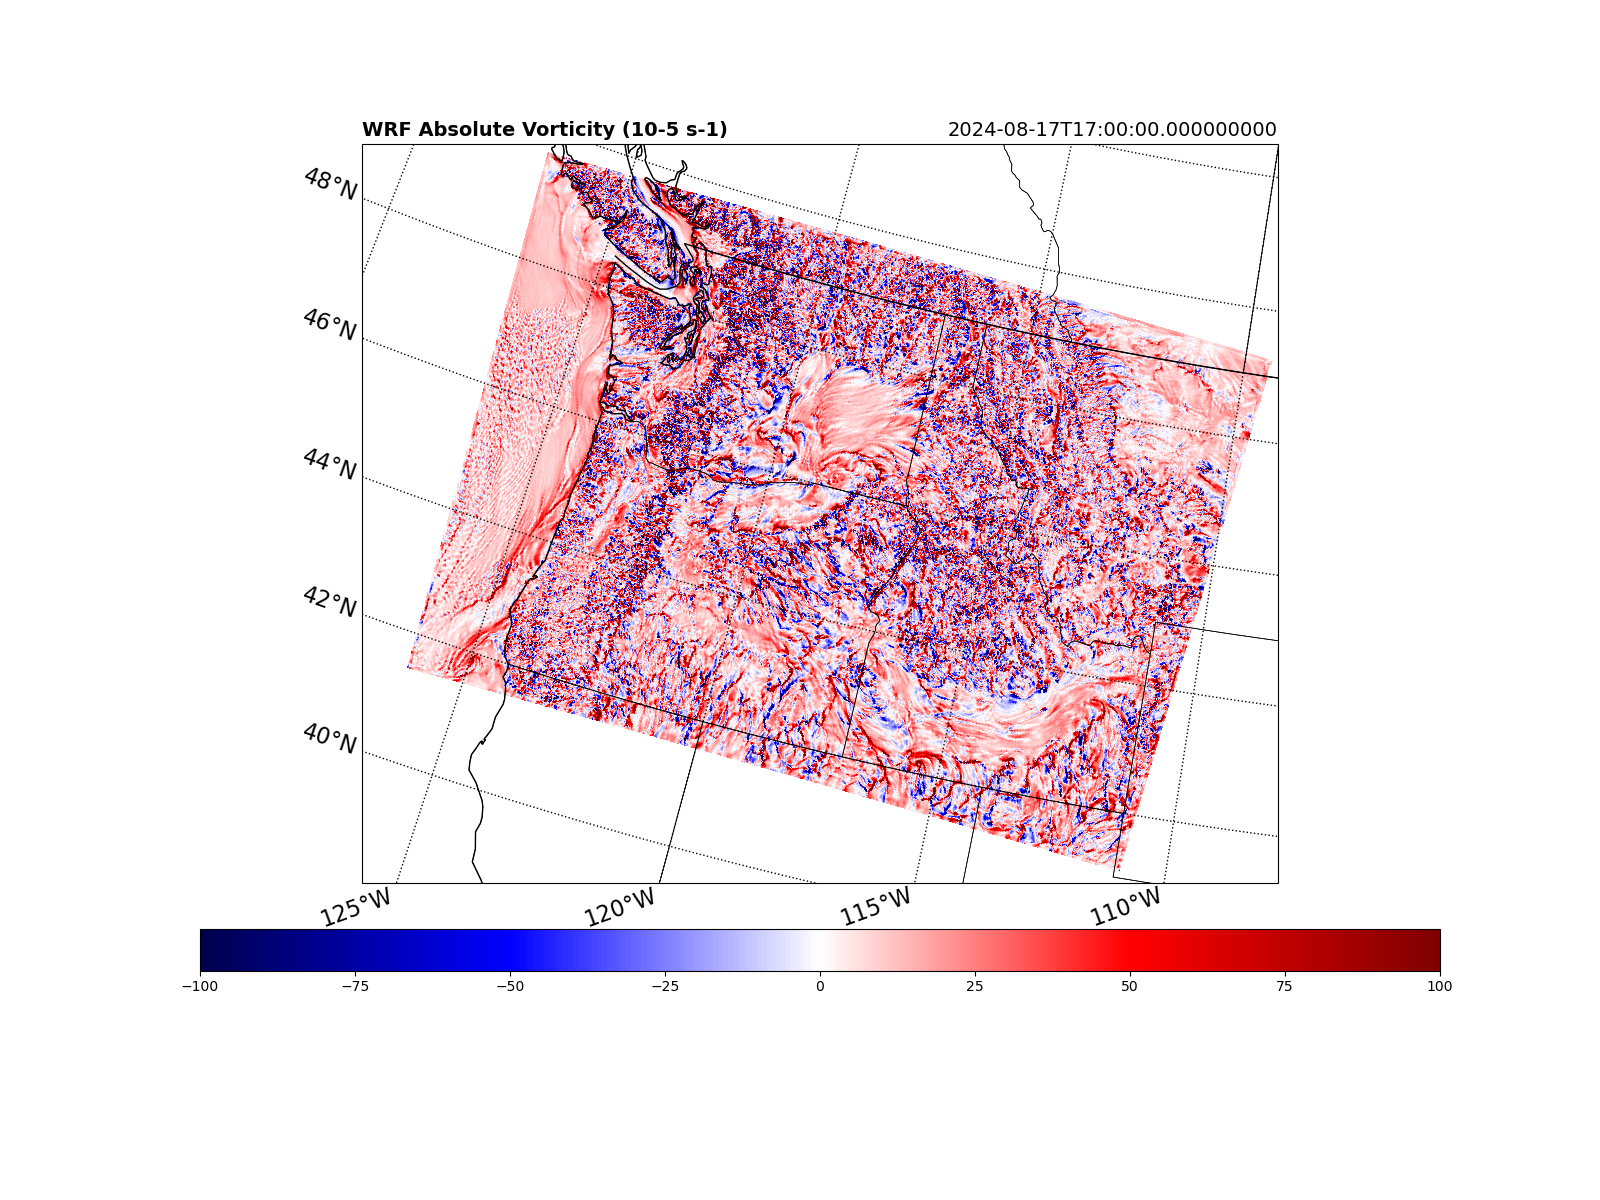 WRF Absolute Vorticity (10-5 s-1)
2024-08-17T17:00:00.000000000
48°N
46°N
44°N
42°N
40°N
125°W
120°W
115°W
110°W
−100
−75
−50
−25
0
25
50
75
100